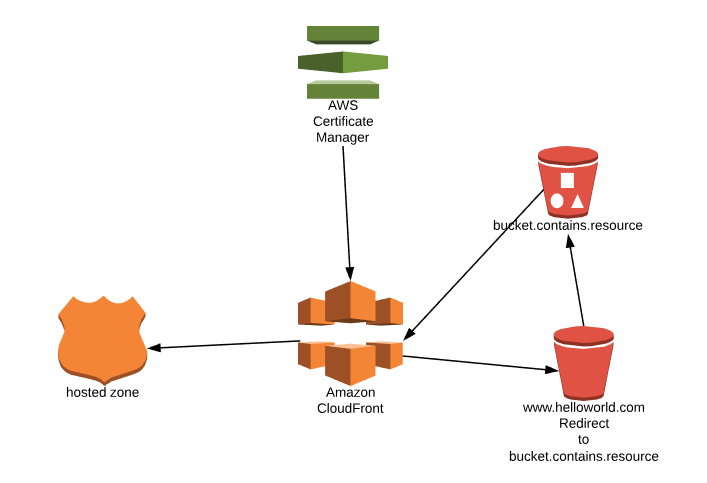 AWS
Certificate
Manager
bucket.contains.resource
hosted zone
Amazon
CloudFront
www.helloworld.com
Redirect
to
bucket.contains.resource